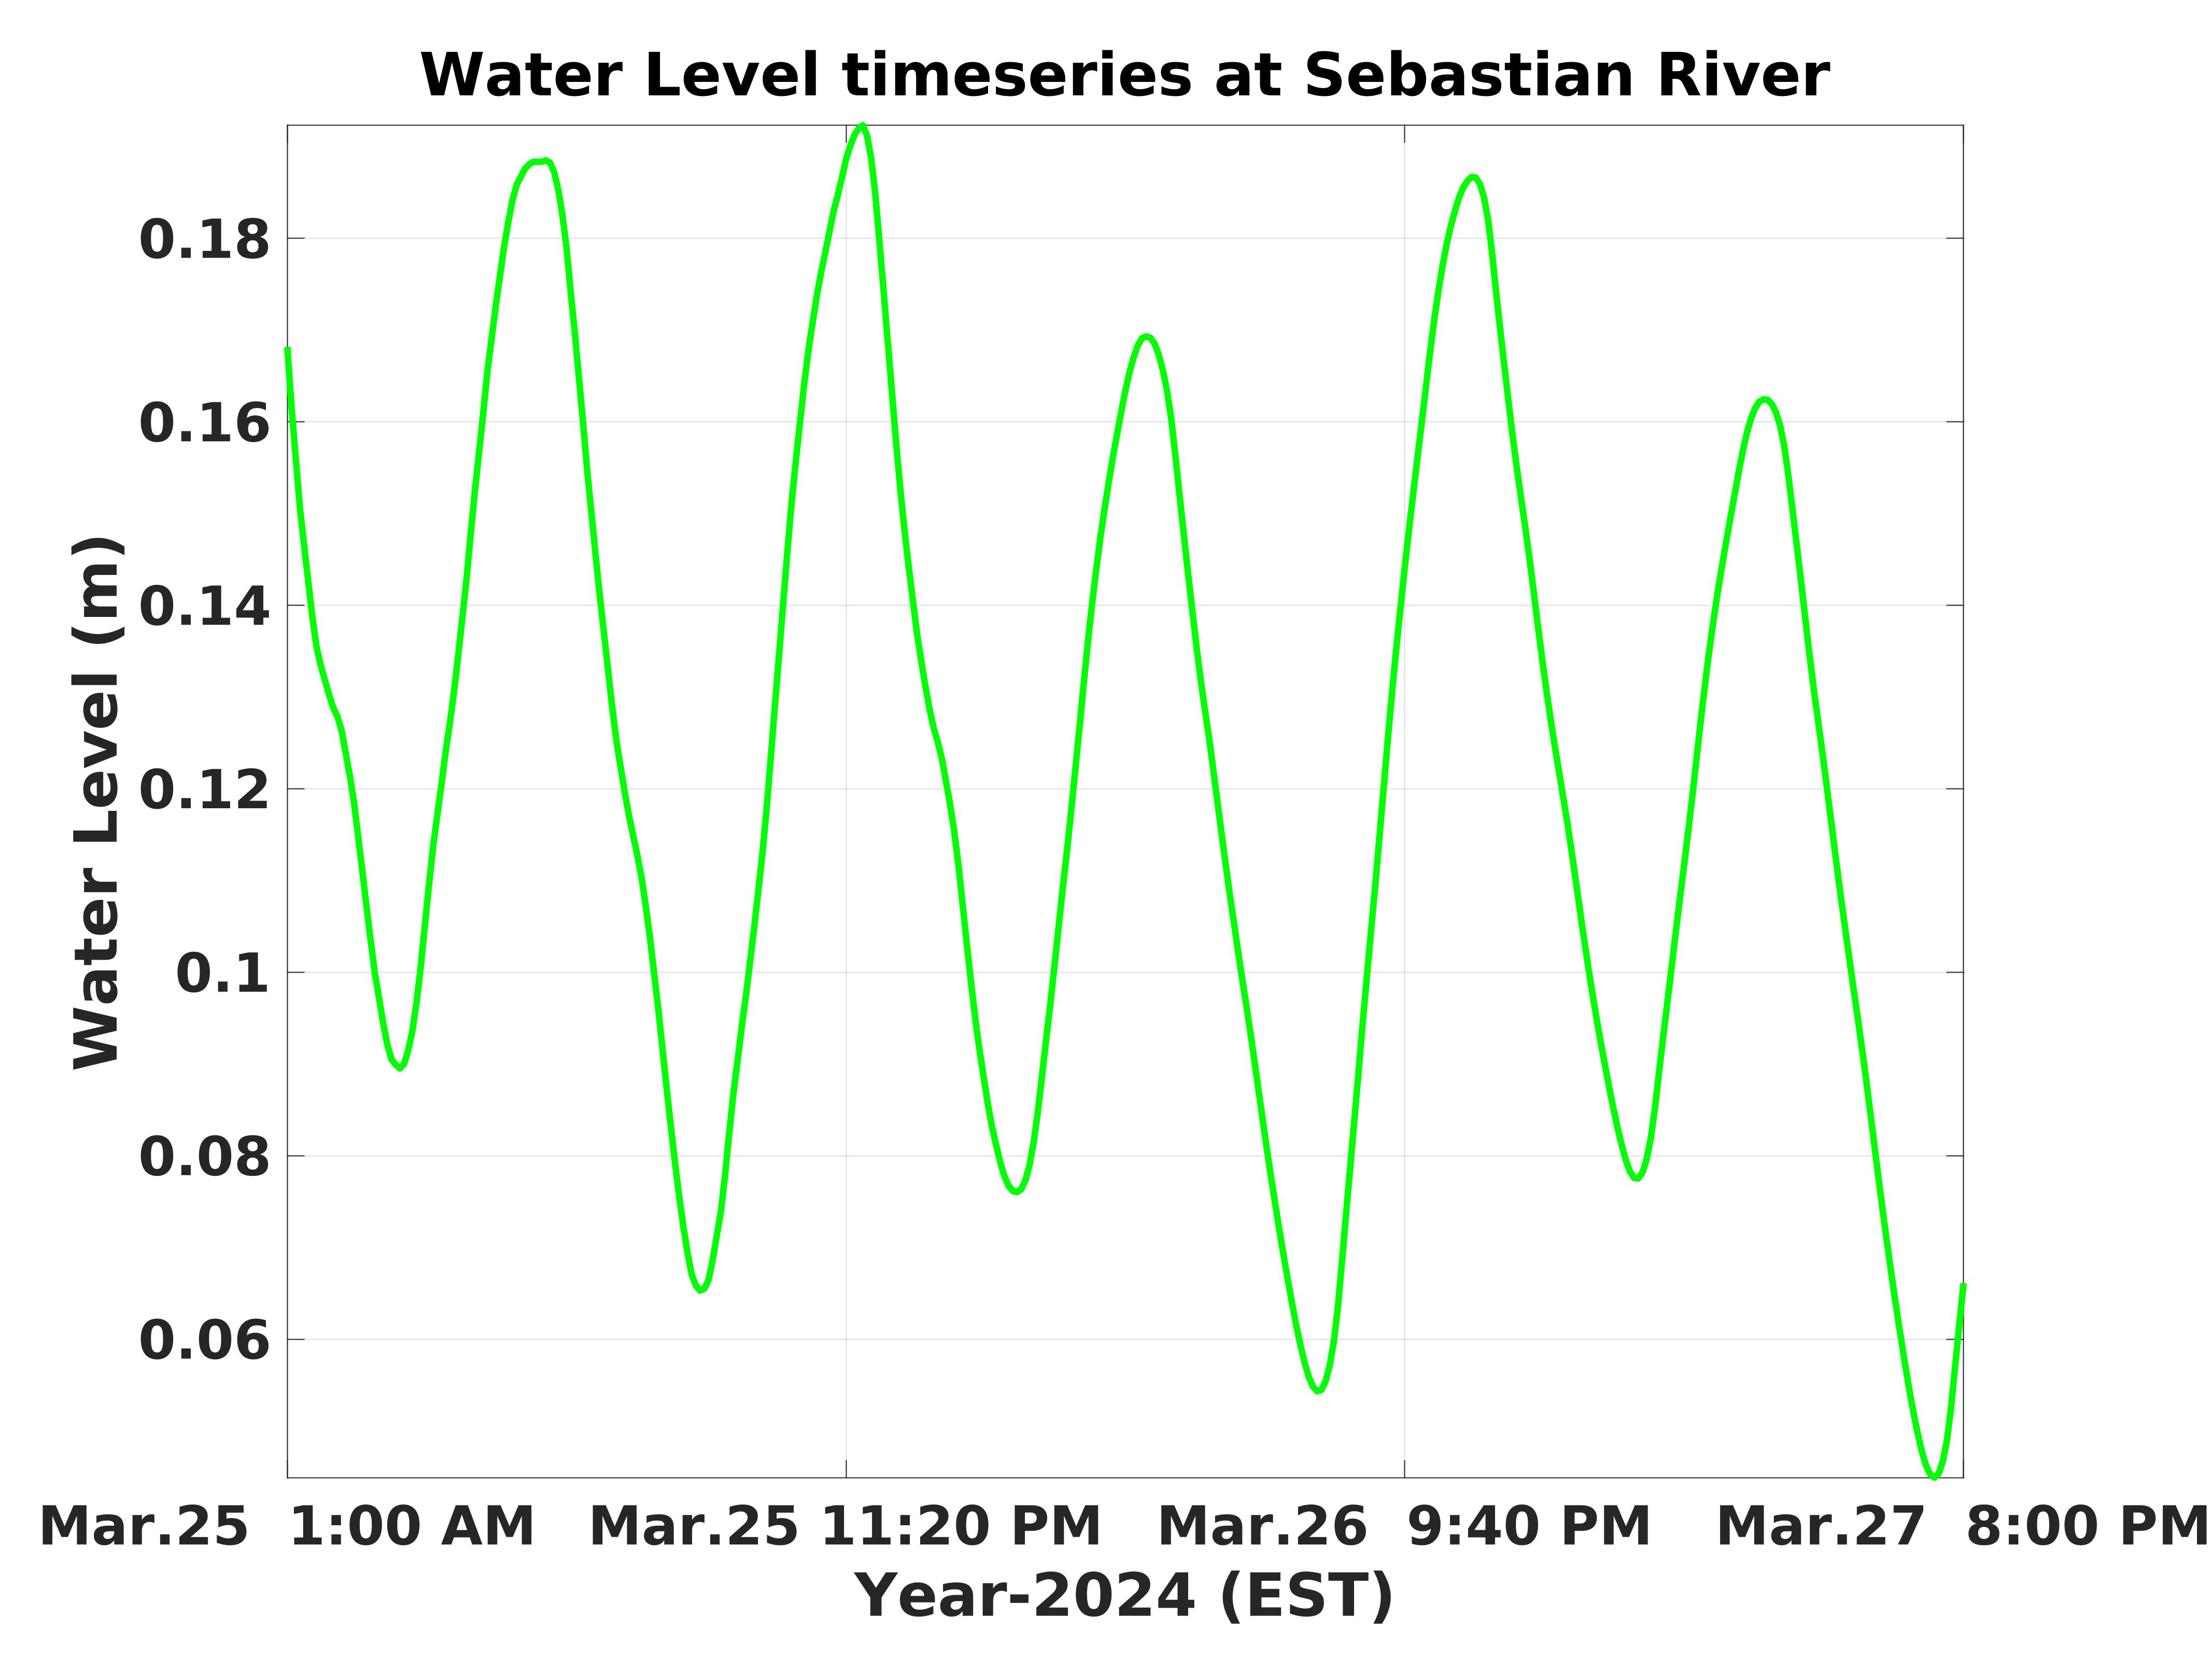 Water Level timeseries at Sebastian River
Water Level (m)
0.18
0.16
0.14
0.12
0.1
0.08
0.06
Mar.25 1:00 AM Mar.25 11:20 PM Mar.26 9:40 PM Mar.27 8:00 PM
Year-2024 (EST)